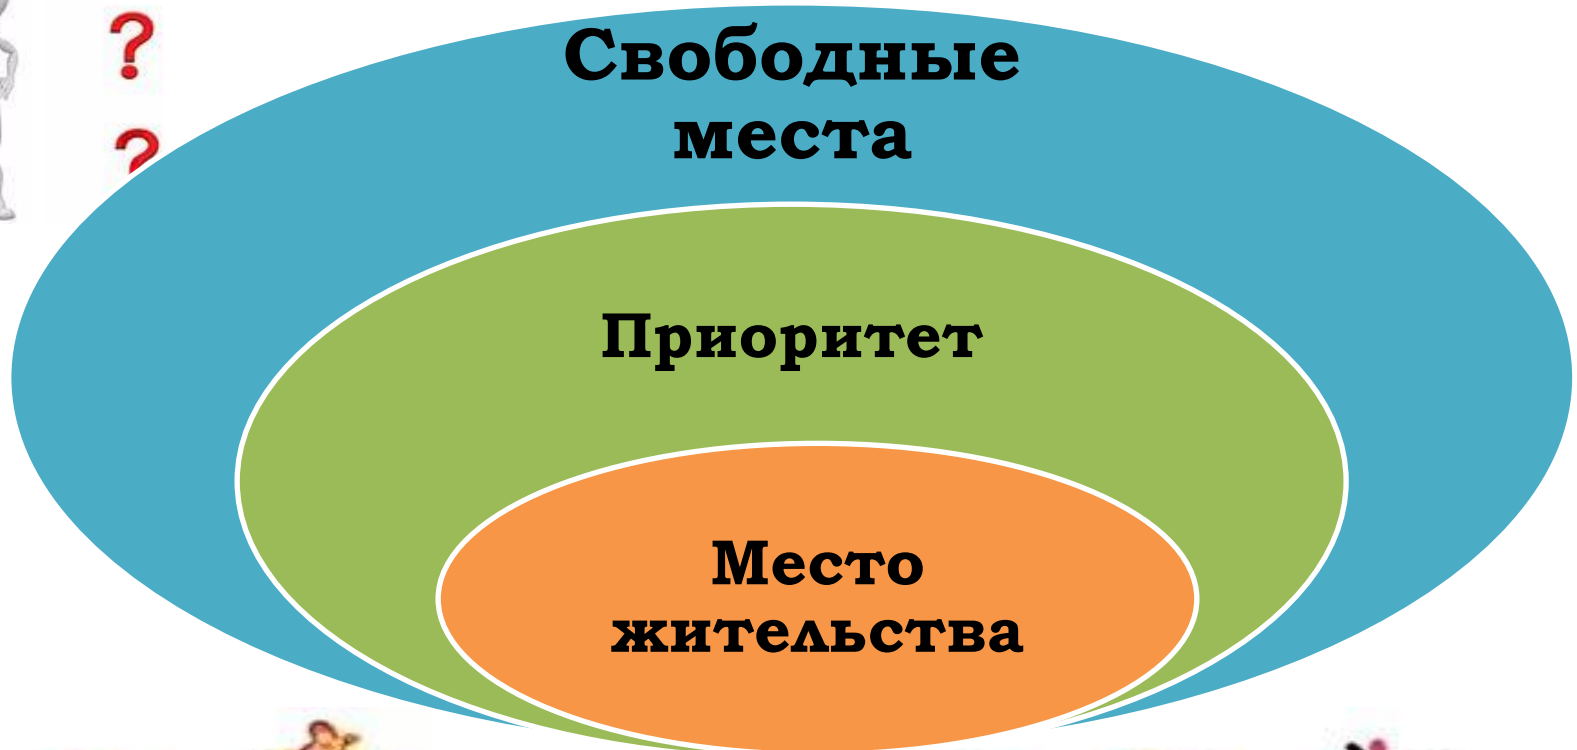 ?
?
Свободные
места
Приоритет
Место
жительства